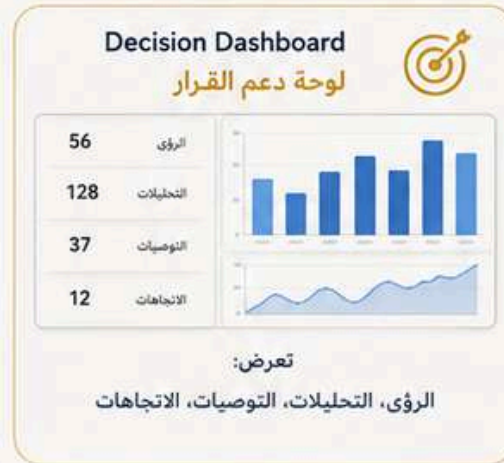 Decision Dashboard
لوحة دعم القرار
الرؤى 56
التحليلات 128
التوصيات 37
الاتجاهات 12
تعرض:
الرؤى، التحليلات، التوصيات، الاتجاهات